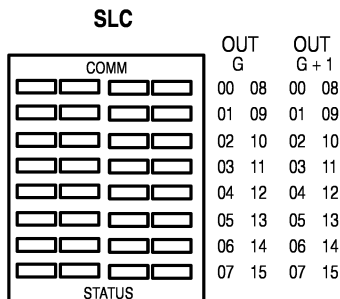 SLC
OUT OUT
G G + 1
COMM
00 08 00 08
01 09 01 09
02 10 02 10
03 11 03 11
04 12 04 12
05 13 05 13
06 14 06 14
07 15 07 15
STATUS